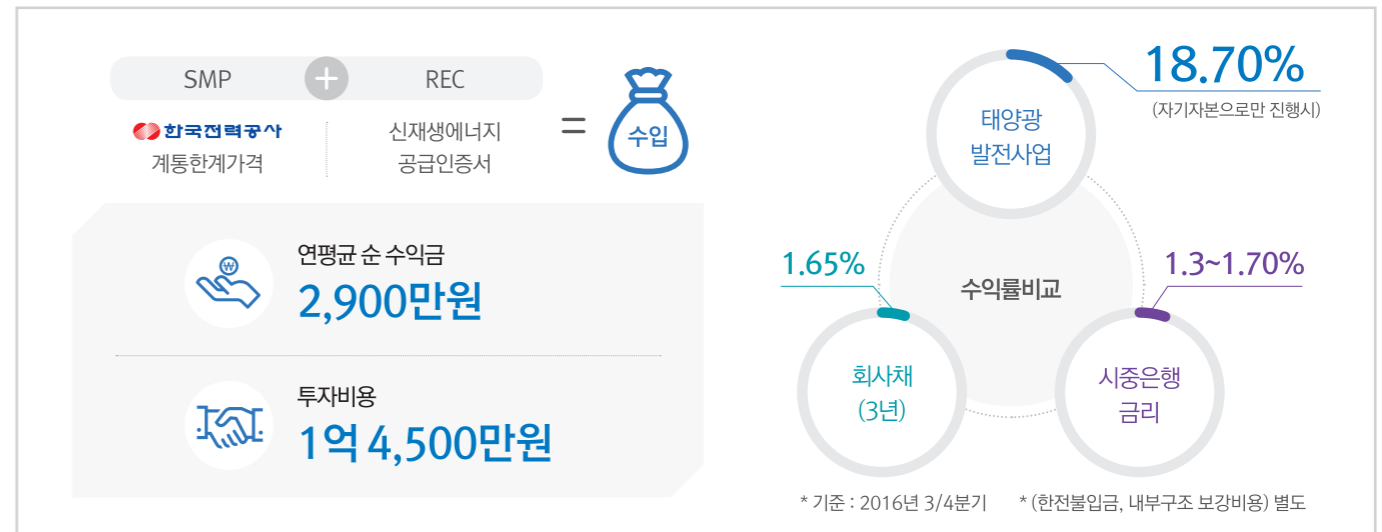 SMP + REC
한국전력공사
계통한계가격
신재생에너지
공급인증서
=
수입
연평균 순 수익금
2,900만원
투자비용
1억 4,500만원
18.70%
(자기자본으로만 진행시)
태양광
발전사업
1.65%
1.3~1.70%
수익률비교
회사채
(3년)
시중은행
금리
* 기준 : 2016년 3/4분기 * (한전불입금, 내부구조 보강비용) 별도